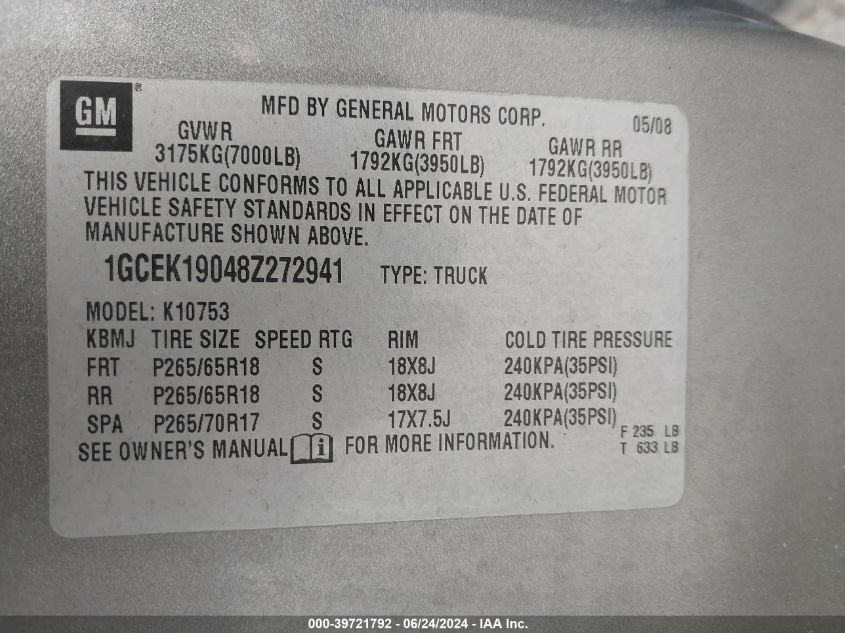 GM ®
MFD BY GENERAL MOTORS CORP. 05/08
GVWR GAWR FRT GAWR RR
3175KG(7000LB) 1792KG(3950LB) 1792KG(3950LB)
THIS VEHICLE CONFORMS TO ALL APPLICABLE U.S. FEDERAL MOTOR
VEHICLE SAFETY STANDARDS IN EFFECT ON THE DATE OF
MANUFACTURE SHOWN ABOVE.
1GCEK19048Z272941 TYPE: TRUCK
MODEL: K10753
KBMJ TIRE SIZE SPEED RTG RIM COLD TIRE PRESSURE
FRT P265/65R18 S 18X8J 240KPA(35PSI)
RR P265/65R18 S 18X8J 240KPA(35PSI)
SPA P265/70R17 S 17X7.5J 240KPA(35PSI)
F 235 LB
SEE OWNER'S MANUAL i FOR MORE INFORMATION. T 633 LB
000-39721792 - 06/24/2024 - IAA Inc.